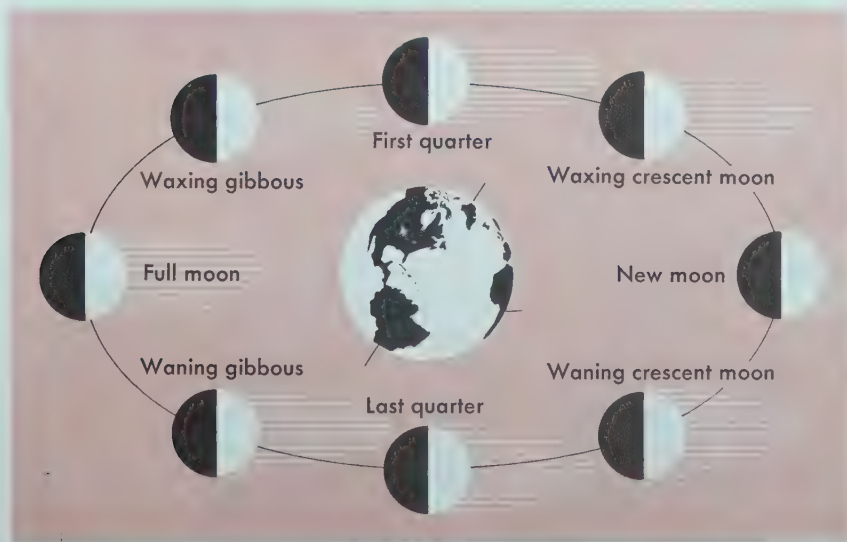 First quarter
Waxing gibbous
Waxing crescent moon
Full moon
New moon
Waning gibbous
Waning crescent moon
Last quarter